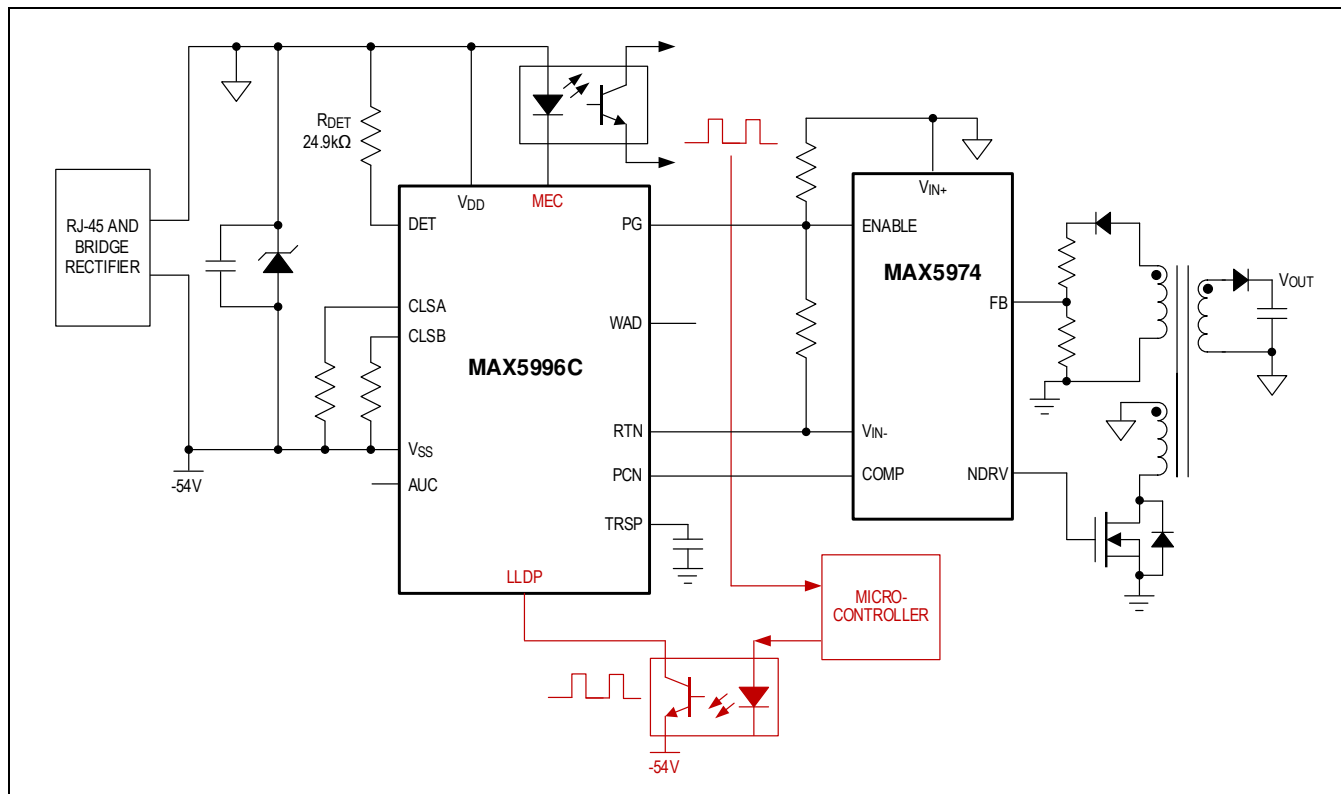 RDET
24.9kΩ
RJ-45 AND
BRIDGE
RECTIFIER
-54V
VDD
MEC
DET
CLSA
CLSB
VSS
AUC
MAX5996C
PG
WAD
RTN
PCN
TRSP
LLDP
VIN+
ENABLE
MAX5974
FB
VIN-
COMP
NDRV
VOUT
MICRO-
CONTROLLER
-54V